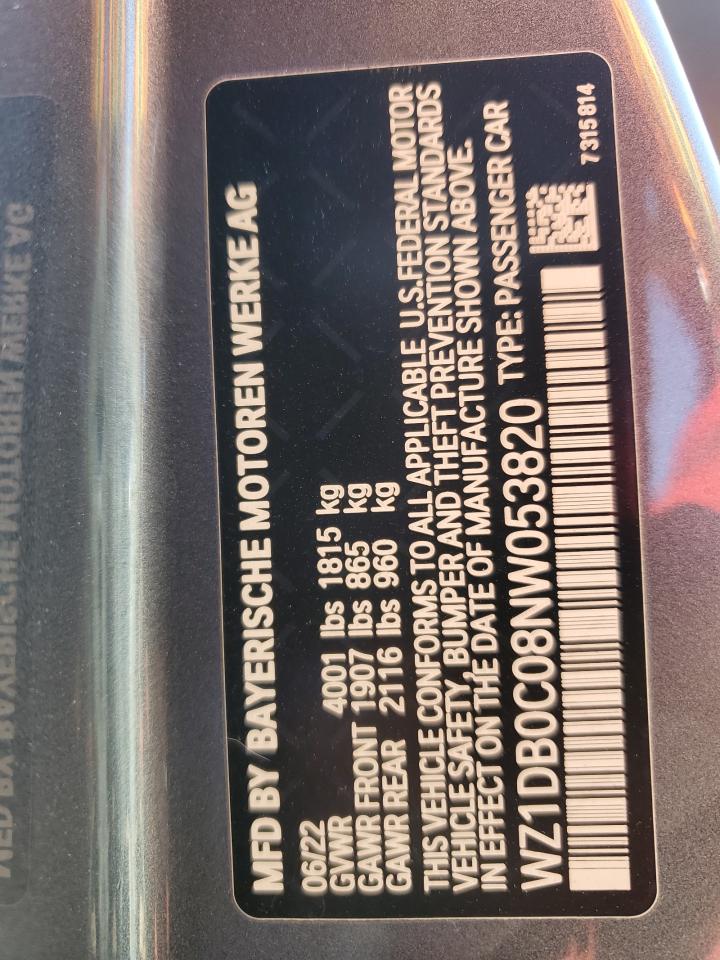 MFD BY BAYERISCHE MOTOREN WERKE AG
06/22
GVWR 4001 lbs 1815 kg
GAWR FRONT 1907 lbs 865 kg
GAWR REAR 2116 lbs 960 kg
THIS VEHICLE CONFORMS TO ALL APPLICABLE U.S.FEDERAL MOTOR
VEHICLE SAFETY, BUMPER AND THEFT PREVENTION STANDARDS
IN EFFECT ON THE DATE OF MANUFACTURE SHOWN ABOVE.
WZ1DB0C08NW053820 TYPE: PASSENGER CAR
7315814